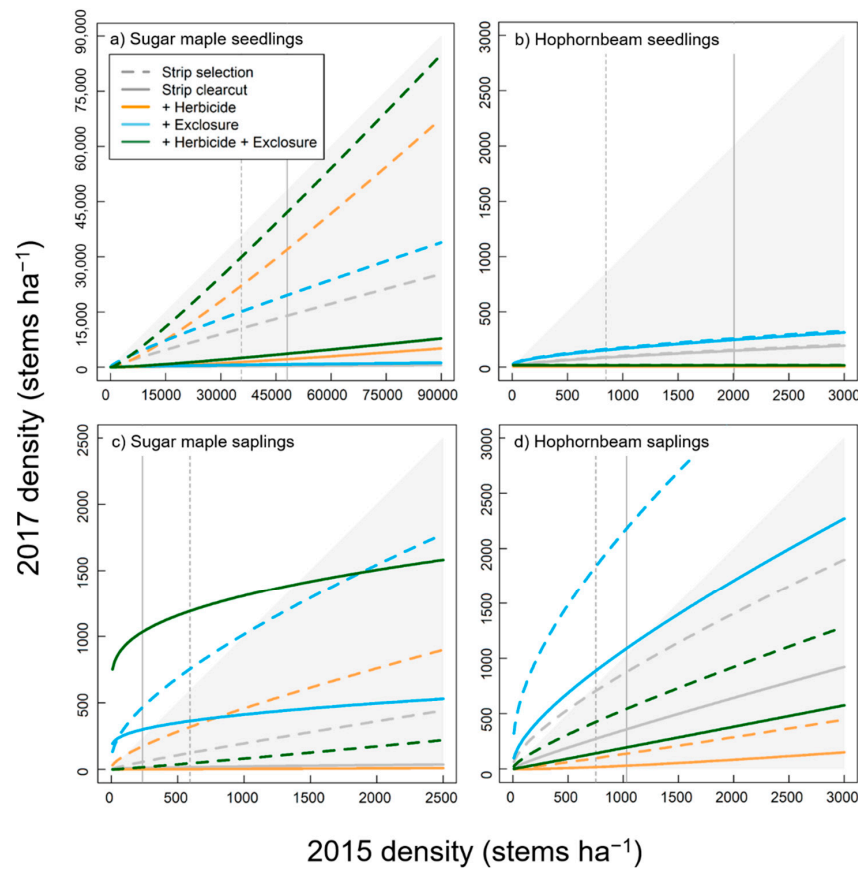 2017 density (stems ha⁻¹)
a) Sugar maple seedlings
Strip selection
Strip clearcut
+ Herbicide
+ Exclosure
+ Herbicide + Exclosure
90,000
75,000
60,000
45,000
30,000
15,000
0
0 15000 30000 45000 60000 75000 90000
b) Hophornbeam seedlings
3000
2500
2000
1500
1000
500
0
0 500 1000 1500 2000 2500 3000
c) Sugar maple saplings
2500
2000
1500
1000
500
0
0 500 1000 1500 2000 2500
d) Hophornbeam saplings
3000
2500
2000
1500
1000
500
0
0 500 1000 1500 2000 2500 3000
2015 density (stems ha⁻¹)